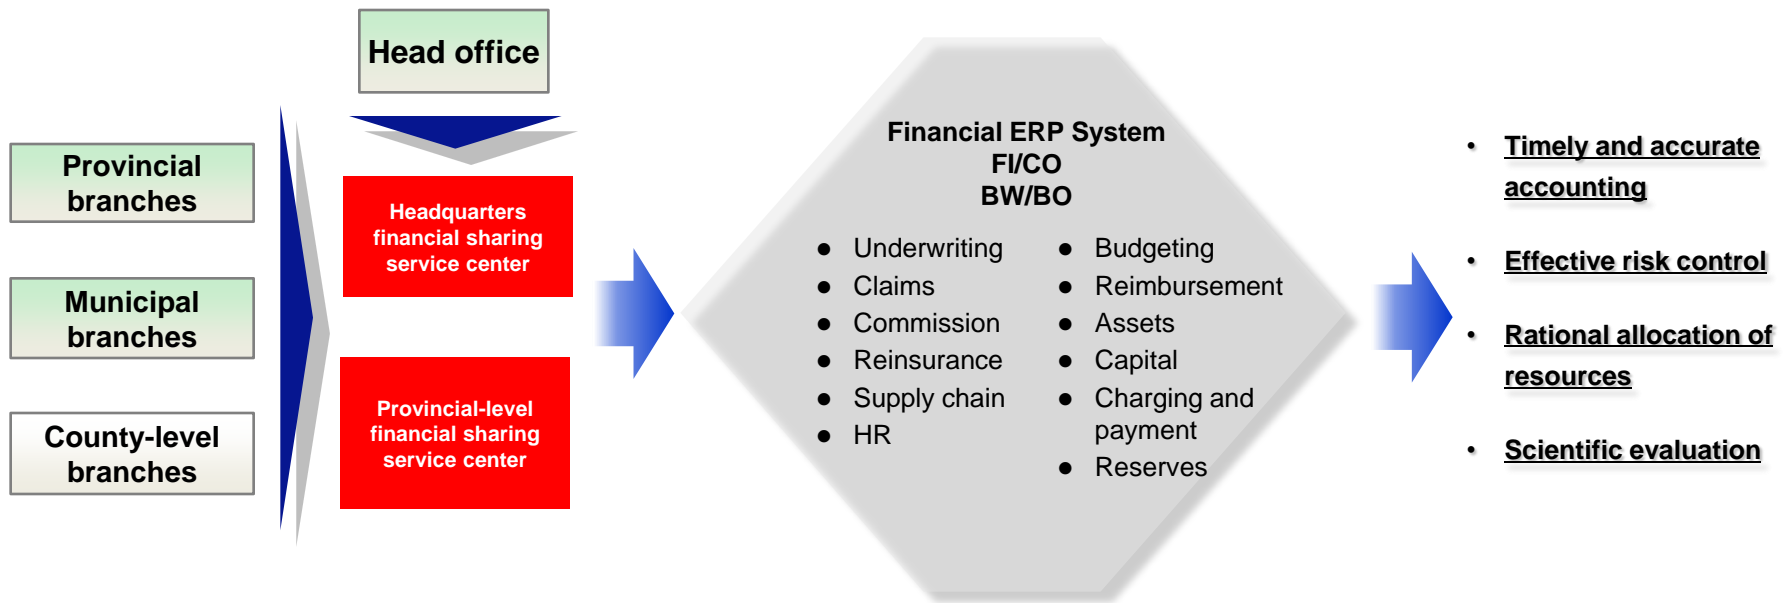 Head office
Provincial
branches
Municipal
branches
County-level
branches
Headquarters
financial sharing
service center
Provincial-level
financial sharing
service center
Financial ERP System
FI/CO
BW/BO
● Underwriting
● Claims
● Commission
● Reinsurance
● Supply chain
● HR
● Budgeting
● Reimbursement
● Assets
● Capital
● Charging and
payment
● Reserves
• Timely and accurate
accounting
• Effective risk control
• Rational allocation of
resources
• Scientific evaluation